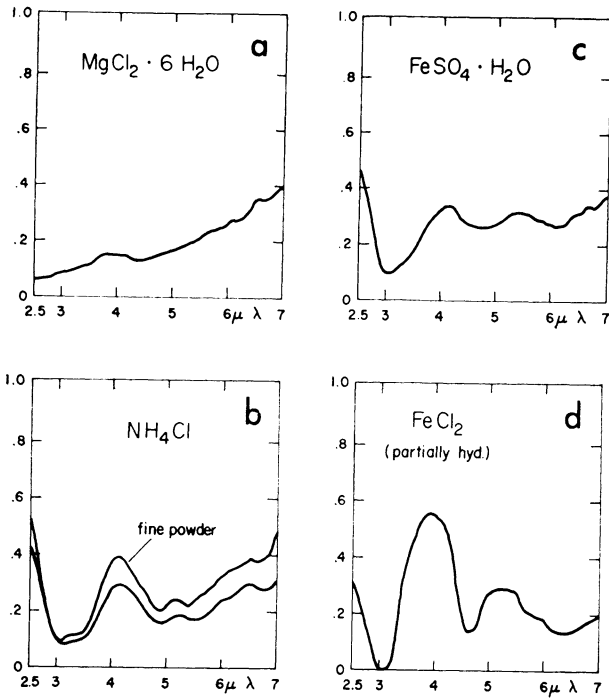 1.0
a
MgCl2 · 6 H2O
.8
.6
.4
.2
0
2.5 3 4 5 6μ λ 7
1.0
c
FeSO4 · H2O
.8
.6
.4
.2
0
2.5 3 4 5 6μ λ 7
1.0
b
NH4Cl
.8
.6
fine powder
.4
.2
0
2.5 3 4 5 6μ λ 7
1.0
d
FeCl2
(partially hyd.)
.8
.6
.4
.2
0
2.5 3 4 5 6μ λ 7